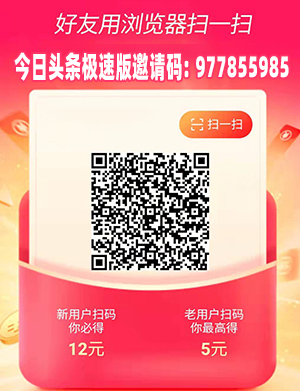 好友用浏览器扫一扫
今日头条极速版邀请码: 977855985
扫一扫
新用户扫码
你必得
12元
老用户扫码
你最高得
5元